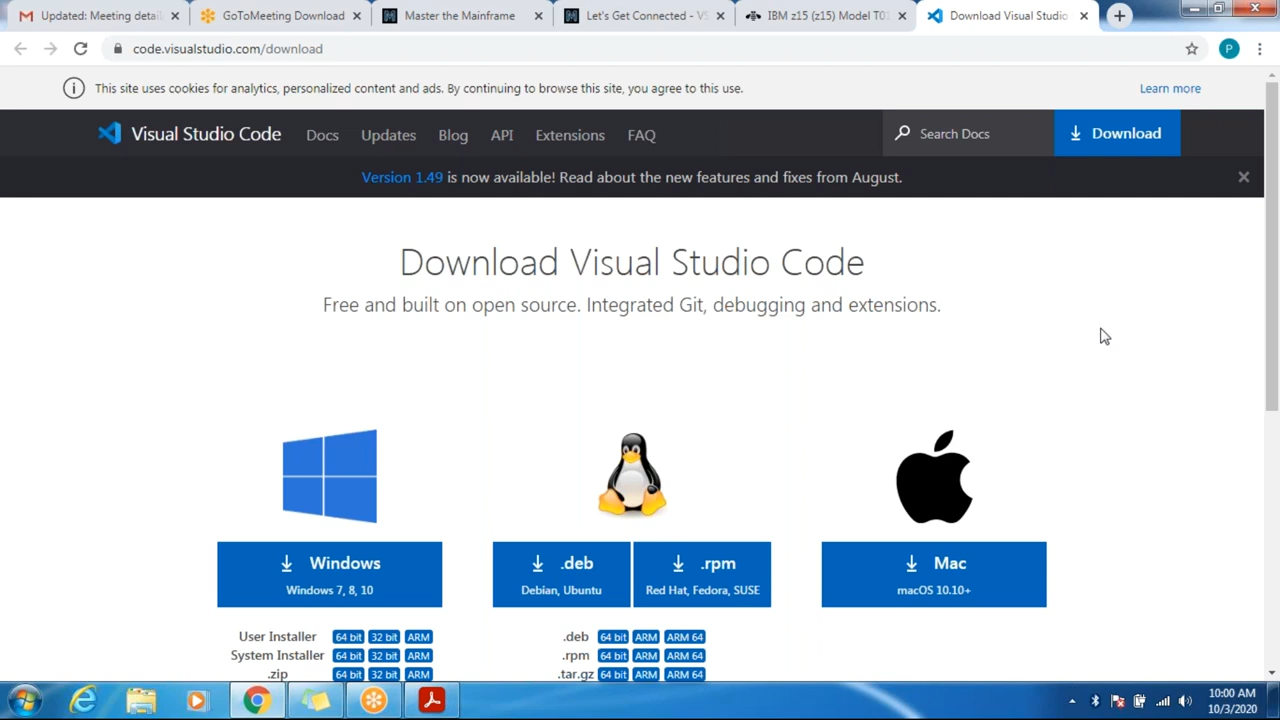 Updated: Meeting detai
GoToMeeting Download
Master the Mainframe
Let's Get Connected - VS
IBM z15 (z15) Model T01
Download Visual Studio
code.visualstudio.com/download
P
This site uses cookies for analytics, personalized content and ads. By continuing to browse this site, you agree to this use.
Learn more
Visual Studio Code
Docs
Updates
Blog
API
Extensions
FAQ
Search Docs
Download
Version 1.49 is now available! Read about the new features and fixes from August.
Download Visual Studio Code
Free and built on open source. Integrated Git, debugging and extensions.
Windows
Windows 7, 8, 10
.deb
Debian, Ubuntu
.rpm
Red Hat, Fedora, SUSE
Mac
macOS 10.10+
User Installer 64 bit 32 bit ARM
System Installer 64 bit 32 bit ARM
.zip 64 bit 32 bit ARM
.deb 64 bit ARM ARM 64
.rpm 64 bit ARM ARM 64
.tar.gz 64 bit ARM ARM 64
10:00 AM
10/3/2020